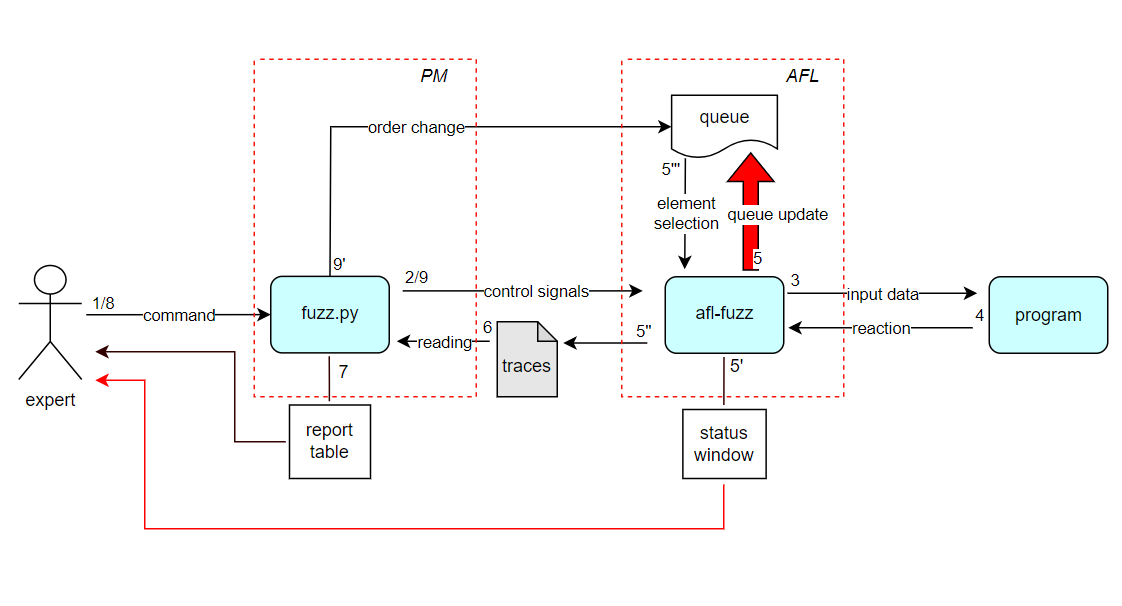 PM
AFL
queue
order change
5'''
element
selection
queue update
5
9'
2/9
3
1/8
command
fuzz.py
control signals
afl-fuzz
input data
program
4
reaction
6
reading
5''
traces
7
5'
expert
report
table
status
window